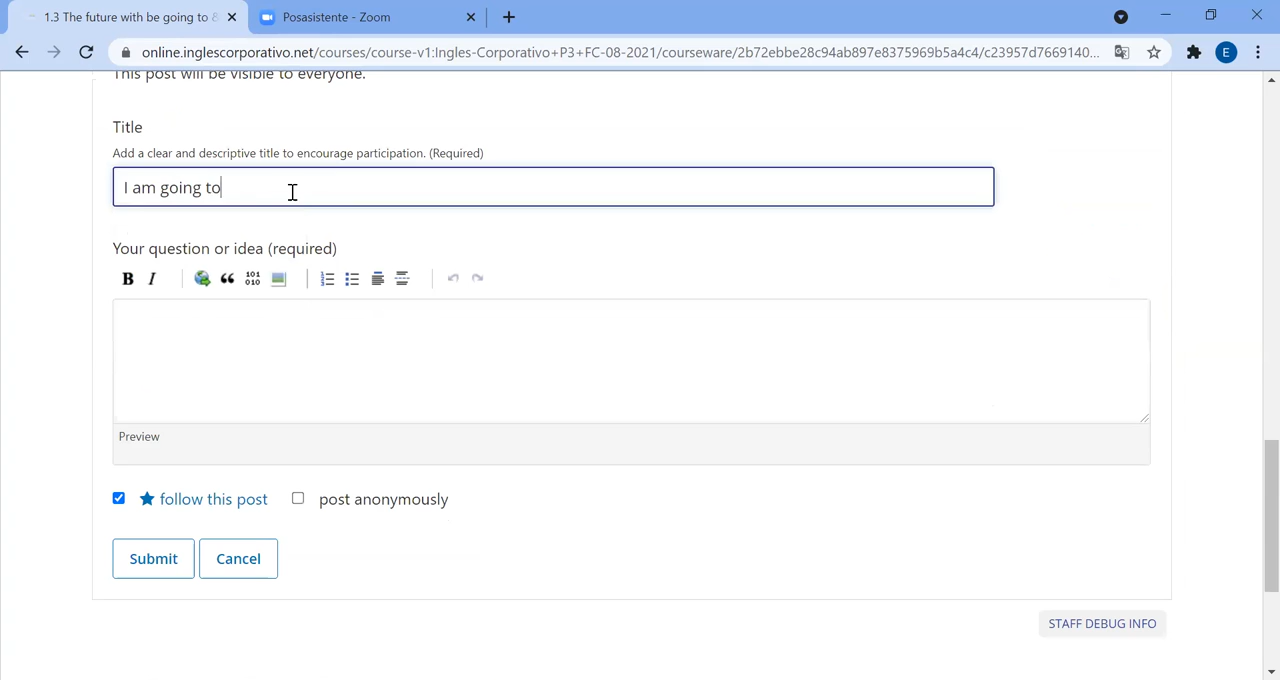 1.3 The future with be going to &
Posasistente - Zoom
online.inglescorporativo.net/courses/course-v1:Ingles-Corporativo+P3+FC-08-2021/courseware/2b72ebbe28c94ab897e8375969b5a4c4/c23957d7669140...
E
This post will be visible to everyone.
Title
Add a clear and descriptive title to encourage participation. (Required)
I am going to
Your question or idea (required)
B I
101
010
Preview
follow this post
post anonymously
Submit
Cancel
STAFF DEBUG INFO